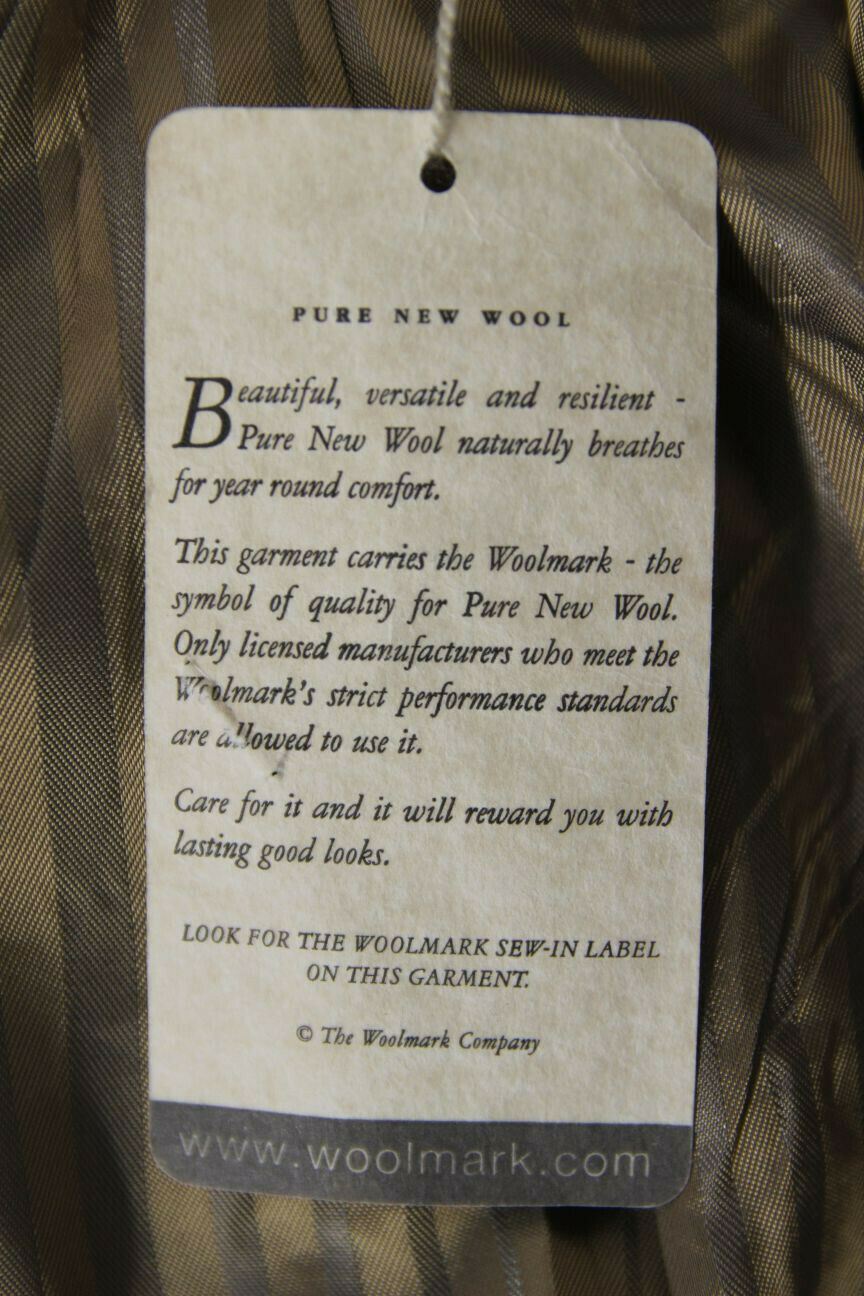 PURE NEW WOOL
Beautiful, versatile and resilient -
Pure New Wool naturally breathes
for year round comfort.
This garment carries the Woolmark - the
symbol of quality for Pure New Wool.
Only licensed manufacturers who meet the
Woolmark's strict performance standards
are allowed to use it.
Care for it and it will reward you with
lasting good looks.
LOOK FOR THE WOOLMARK SEW-IN LABEL
ON THIS GARMENT.
© The Woolmark Company
www.woolmark.com